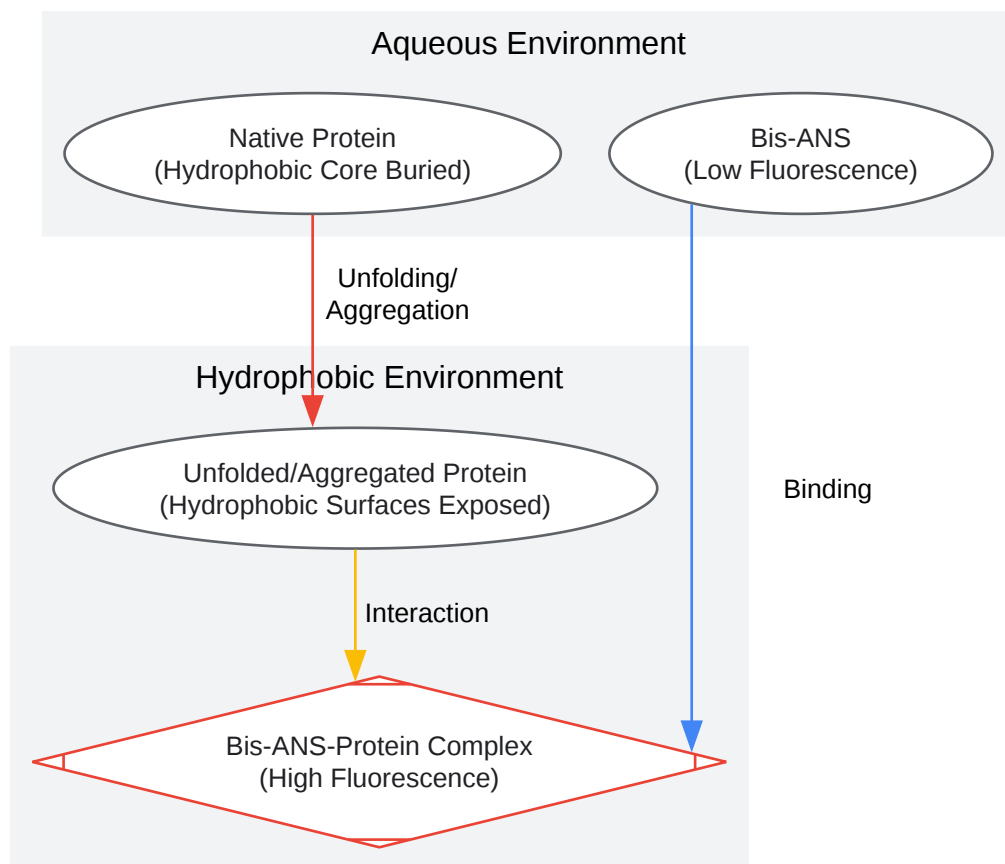 Aqueous Environment
Native Protein
(Hydrophobic Core Buried)
Bis-ANS
(Low Fluorescence)
Unfolding/
Aggregation
Hydrophobic Environment
Unfolded/Aggregated Protein
(Hydrophobic Surfaces Exposed)
Binding
Interaction
Bis-ANS-Protein Complex
(High Fluorescence)